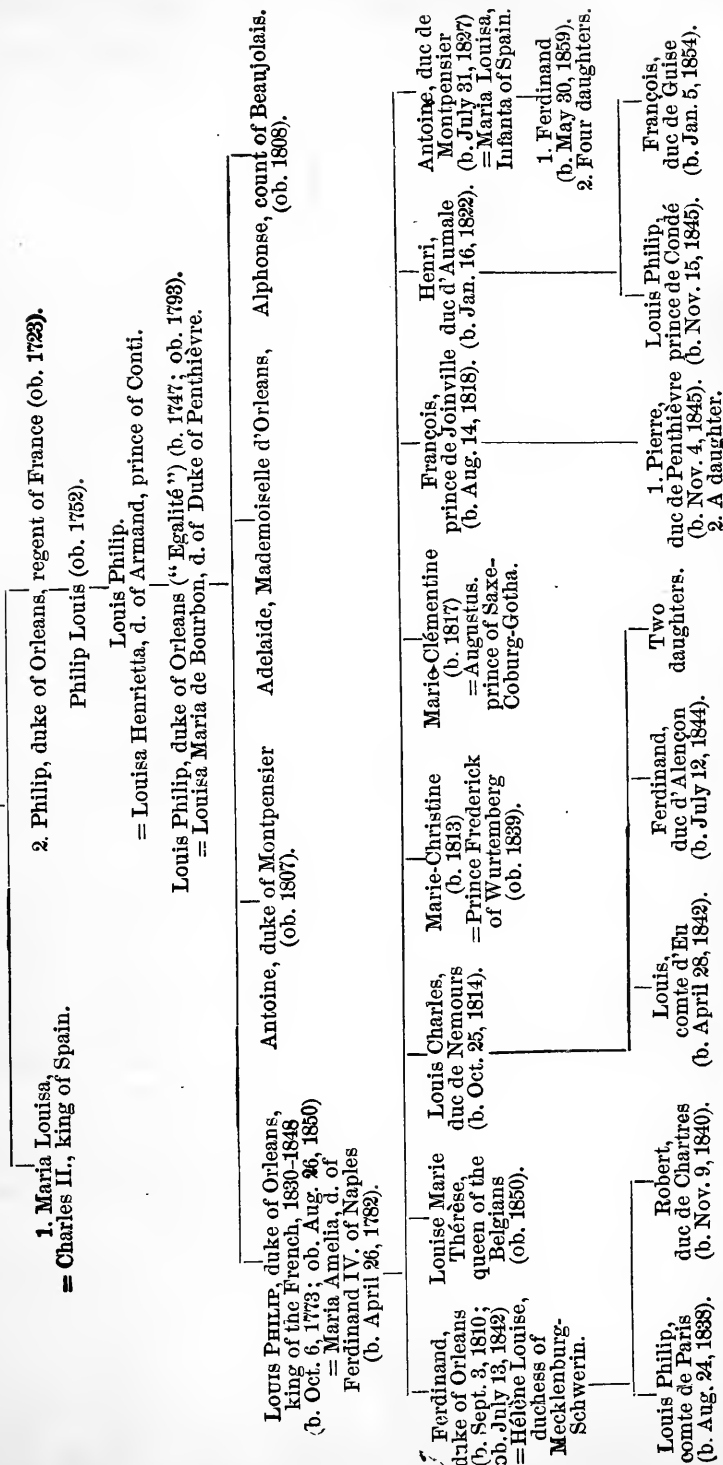 1. Maria Louisa,
= Charles II., king of Spain.
2. Philip, duke of Orleans, regent of France (ob. 1723).
Philip Louis (ob. 1752).
Louis Philip.
= Louisa Henrietta, d. of Armand, prince of Conti.
Louis Philip, duke of Orleans (“Egalité”) (b. 1747; ob. 1793).
= Louisa Maria de Bourbon, d. of Duke of Penthièvre.
LOUIS PHILIP, duke of Orleans,
king of the French, 1830-1848
(b. Oct. 6, 1773; ob. Aug. 26, 1850)
= Maria Amelia, d. of
Ferdinand IV. of Naples
(b. April 26, 1782).
Antoine, duke of Montpensier
(ob. 1807).
Adelaide, Mademoiselle d'Orleans,
Alphonse, count of Beaujolais.
(ob. 1808).
Ferdinand,
duke of Orleans
(b. Sept. 3, 1810;
ob. July 13, 1842)
=Hélène Louise,
duchess of
Mecklenburg-
Schwerin.
Louise Marie
Thérèse,
queen of the
Belgians
(ob. 1850).
Louis Charles,
duc de Nemours
(b. Oct. 25, 1814).
Marie-Christine
(b. 1813)
=Prince Frederick
of Wurtemberg
(ob. 1839).
Marie-Clémentine
(b. 1817)
=Augustus.
prince of Saxe-
Coburg-Gotha.
François,
prince de Joinville
(b. Aug. 14, 1818).
Henri,
duc d'Aumale
(b. Jan. 16, 1822).
Antoine, duc de
Montpensier
(b. July 31, 1827)
=Maria Louisa,
Infanta of Spain.
1. Ferdinand
(b. May 30, 1859).
2. Four daughters.
Louis Philip,
comte de Paris
(b. Aug. 24, 1838).
Robert,
duc de Chartres
(b. Nov. 9, 1840).
Louis,
comte d'Eu
(b. April 28, 1842).
Ferdinand,
duc d'Alençon
(b. July 12, 1844).
Two
daughters.
1. Pierre,
duc de Penthièvre
(b. Nov. 4, 1845).
2. A daughter.
Louis Philip,
prince de Condé
(b. Nov. 15, 1845).
François,
duc de Guise
(b. Jan. 5, 1854).